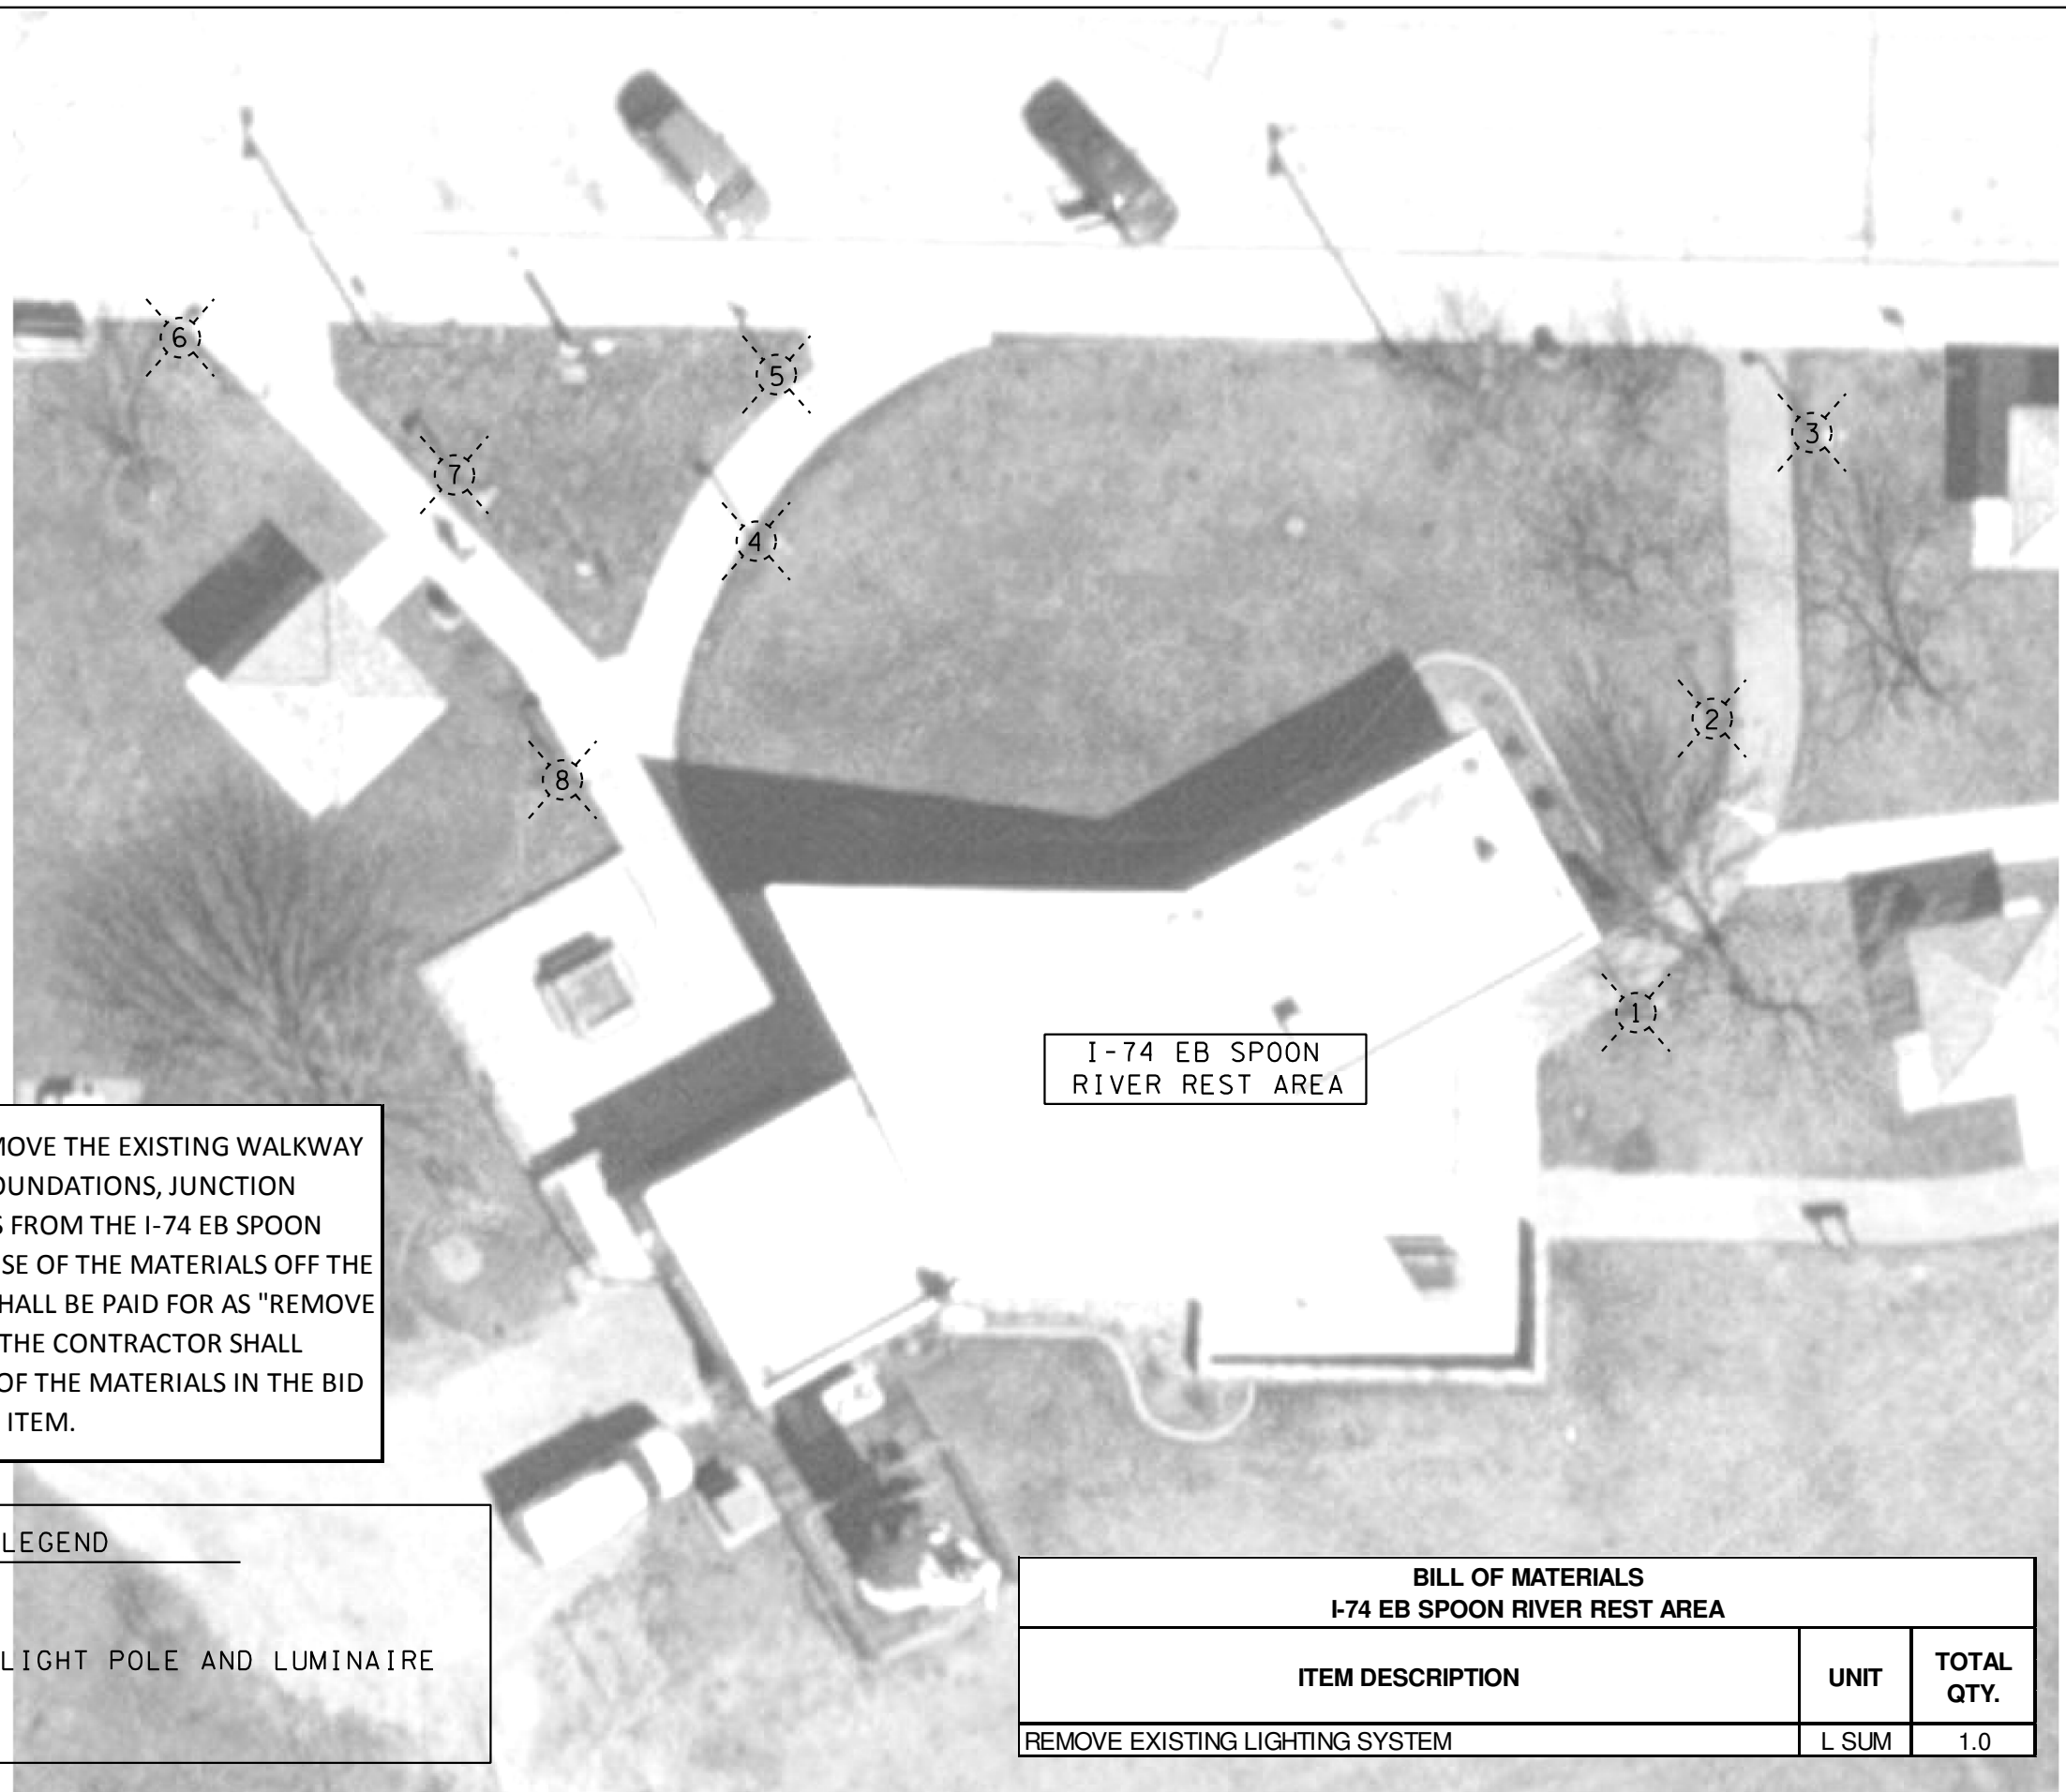 6
5
3
7
4
2
8
1
I-74 EB SPOON
RIVER REST AREA
MOVE THE EXISTING WALKWAY
OUNDATIONS, JUNCTION
S FROM THE I-74 EB SPOON
SE OF THE MATERIALS OFF THE
HALL BE PAID FOR AS "REMOVE
THE CONTRACTOR SHALL
OF THE MATERIALS IN THE BID
ITEM.
LEGEND
LIGHT POLE AND LUMINAIRE
BILL OF MATERIALS
I-74 EB SPOON RIVER REST AREA
ITEM DESCRIPTION UNIT TOTAL QTY.
REMOVE EXISTING LIGHTING SYSTEM L SUM 1.0